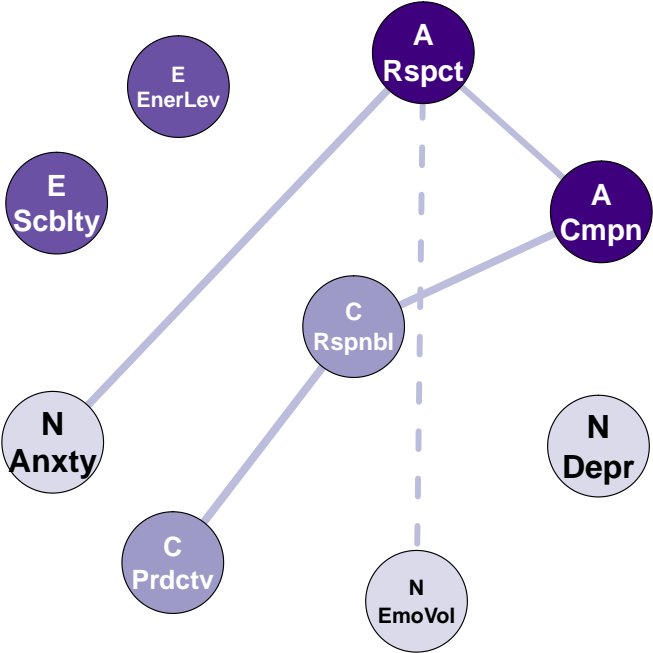 A
Rspct
E
EnerLev
E
Scblty
A
Cmpn
C
Rspnbl
N
Anxty
N
Depr
C
Prdctv
N
EmoVol